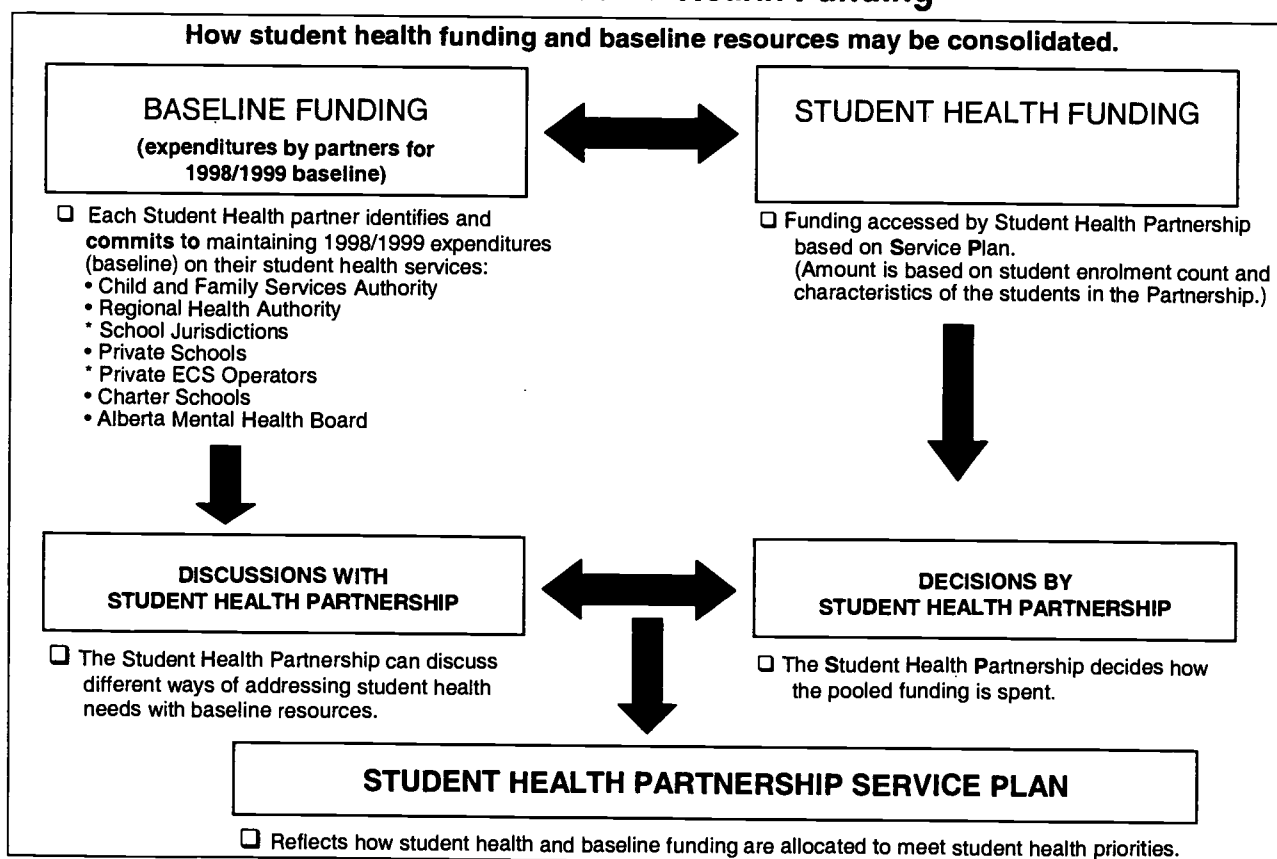 Health Funding
How student health funding and baseline resources may be consolidated.
BASELINE FUNDING
(expenditures by partners for
1998/1999 baseline)
❑ Each Student Health partner identifies and
commits to maintaining 1998/1999 expenditures
(baseline) on their student health services:
• Child and Family Services Authority
• Regional Health Authority
* School Jurisdictions
• Private Schools
* Private ECS Operators
• Charter Schools
• Alberta Mental Health Board
STUDENT HEALTH FUNDING
❑ Funding accessed by Student Health Partnership
based on Service Plan.
(Amount is based on student enrolment count and
characteristics of the students in the Partnership.)
DISCUSSIONS WITH
STUDENT HEALTH PARTNERSHIP
❑ The Student Health Partnership can discuss
different ways of addressing student health
needs with baseline resources.
DECISIONS BY
STUDENT HEALTH PARTNERSHIP
❑ The Student Health Partnership decides how
the pooled funding is spent.
STUDENT HEALTH PARTNERSHIP SERVICE PLAN
❑ Reflects how student health and baseline funding are allocated to meet student health priorities.